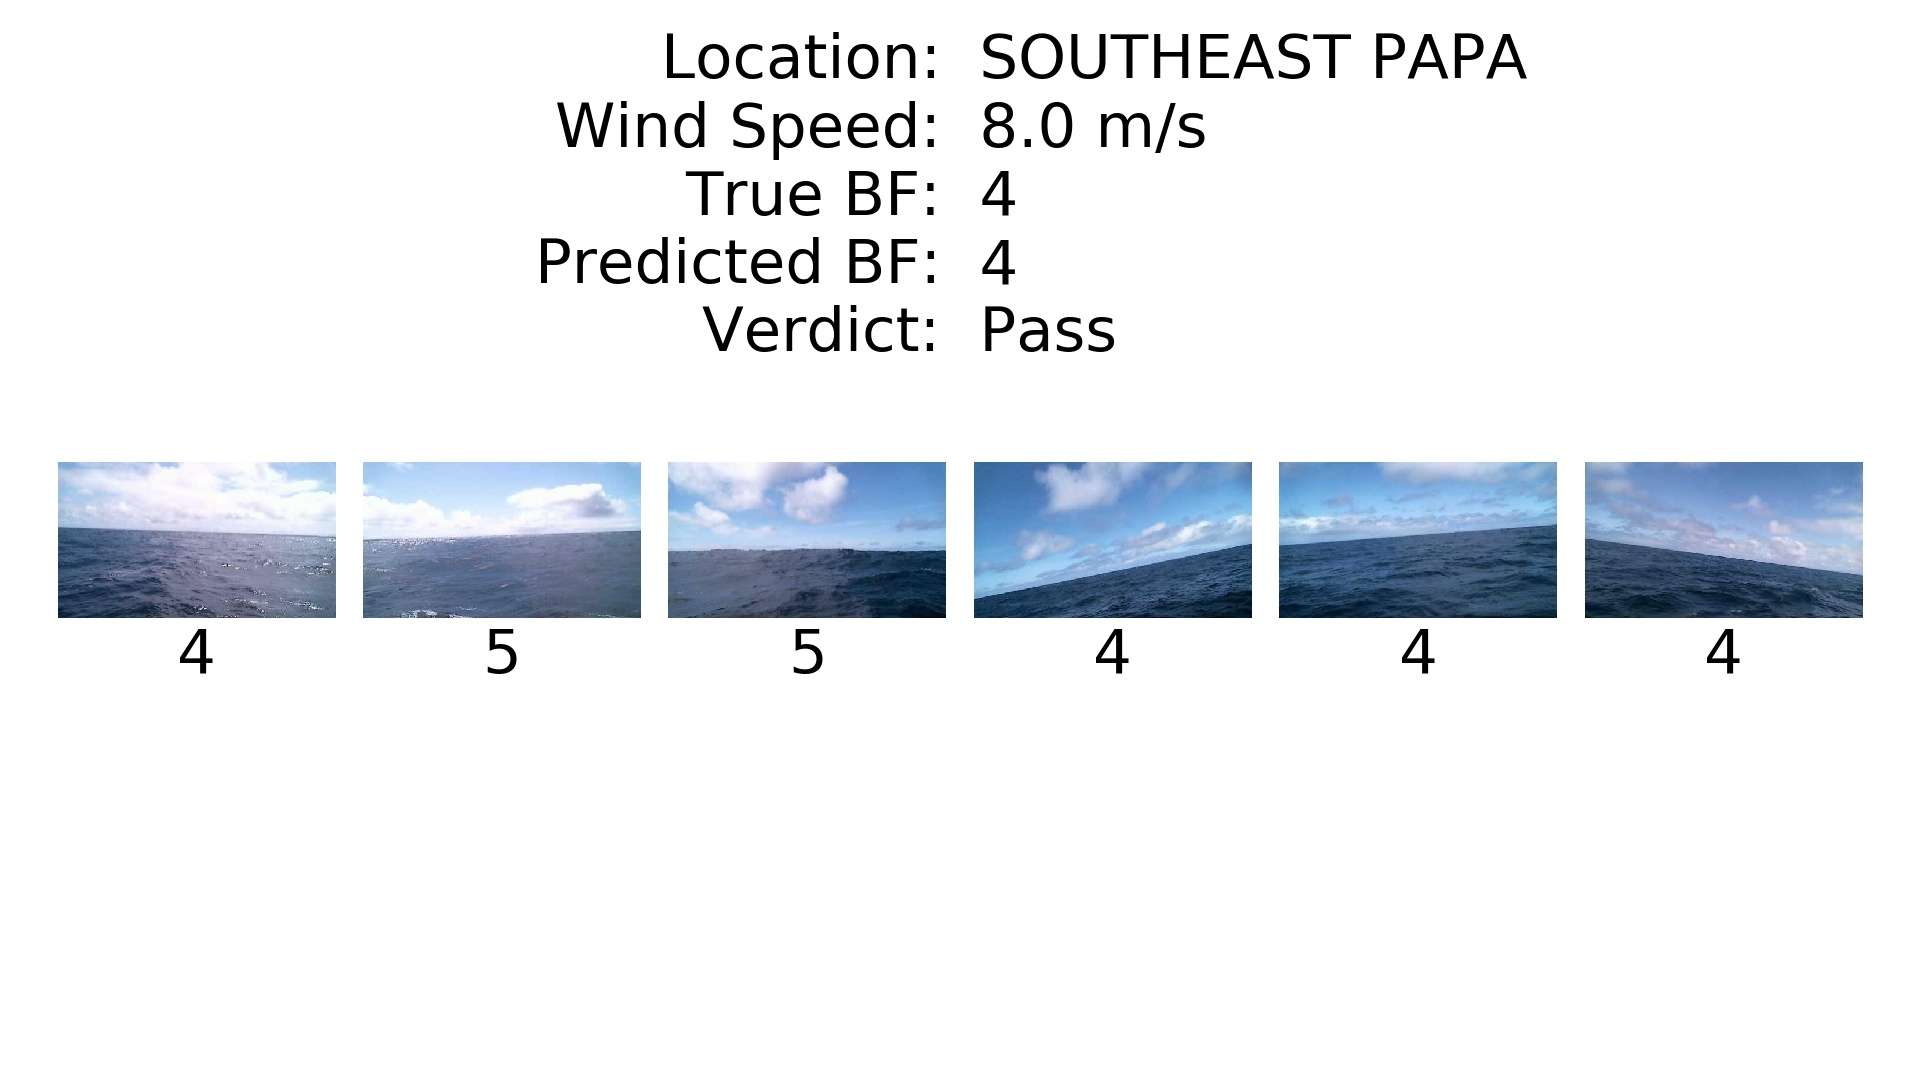 Location: SOUTHEAST PAPA
Wind Speed: 8.0 m/s
True BF: 4
Predicted BF: 4
Verdict: Pass
4 5 5 4 4 4